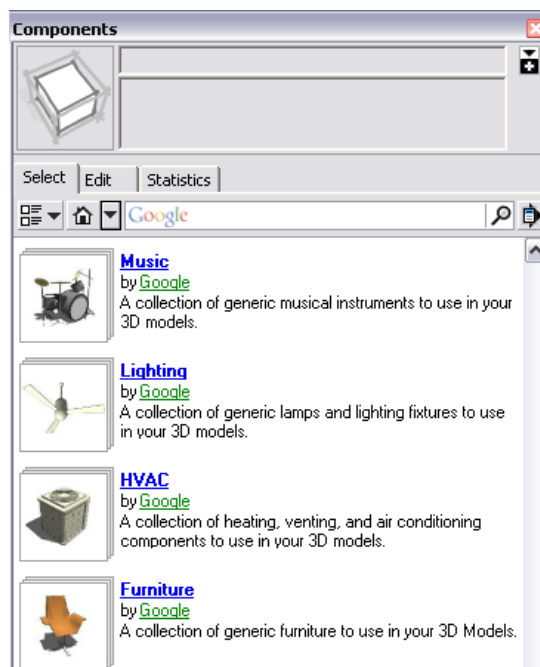 Components
Select Edit Statistics
Google
Music
by Google
A collection of generic musical instruments to use in your
3D models.
Lighting
by Google
A collection of generic lamps and lighting fixtures to use
in your 3D models.
HVAC
by Google
A collection of heating, venting, and air conditioning
components to use in your 3D models.
Furniture
by Google
A collection of generic furniture to use in your 3D Models.